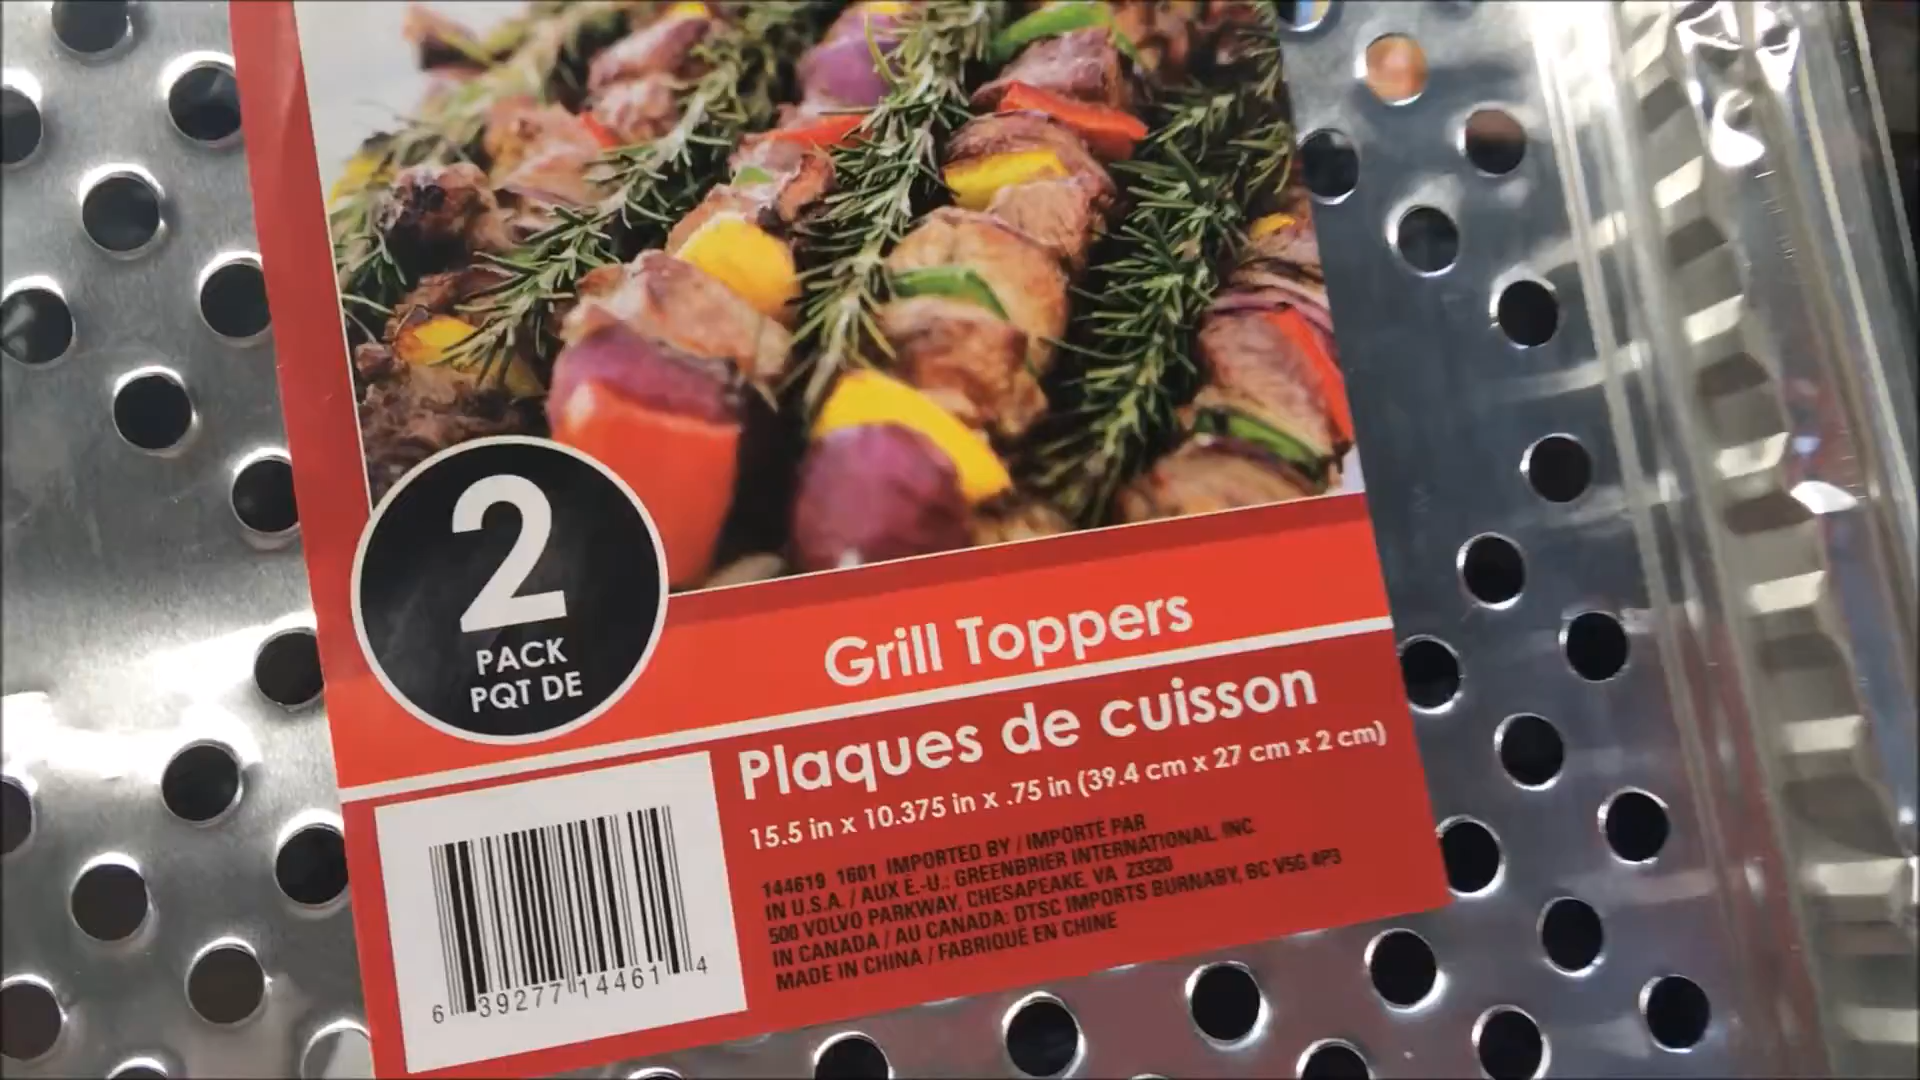 2
PACK
PQT DE
Grill Toppers
Plaques de cuisson
15.5 in x 10.375 in x .75 in (39.4 cm x 27 cm x 2 cm)
144619 1601 IMPORTED BY / IMPORTÉ PAR
IN U.S.A. / AUX E.-U.: GREENBRIER INTERNATIONAL, INC.
500 VOLVO PARKWAY, CHESAPEAKE, VA 23320
IN CANADA / AU CANADA: DTSC IMPORTS BURNABY, BC V5G 4P3
MADE IN CHINA / FABRIQUÉ EN CHINE
6 39277 14461 4